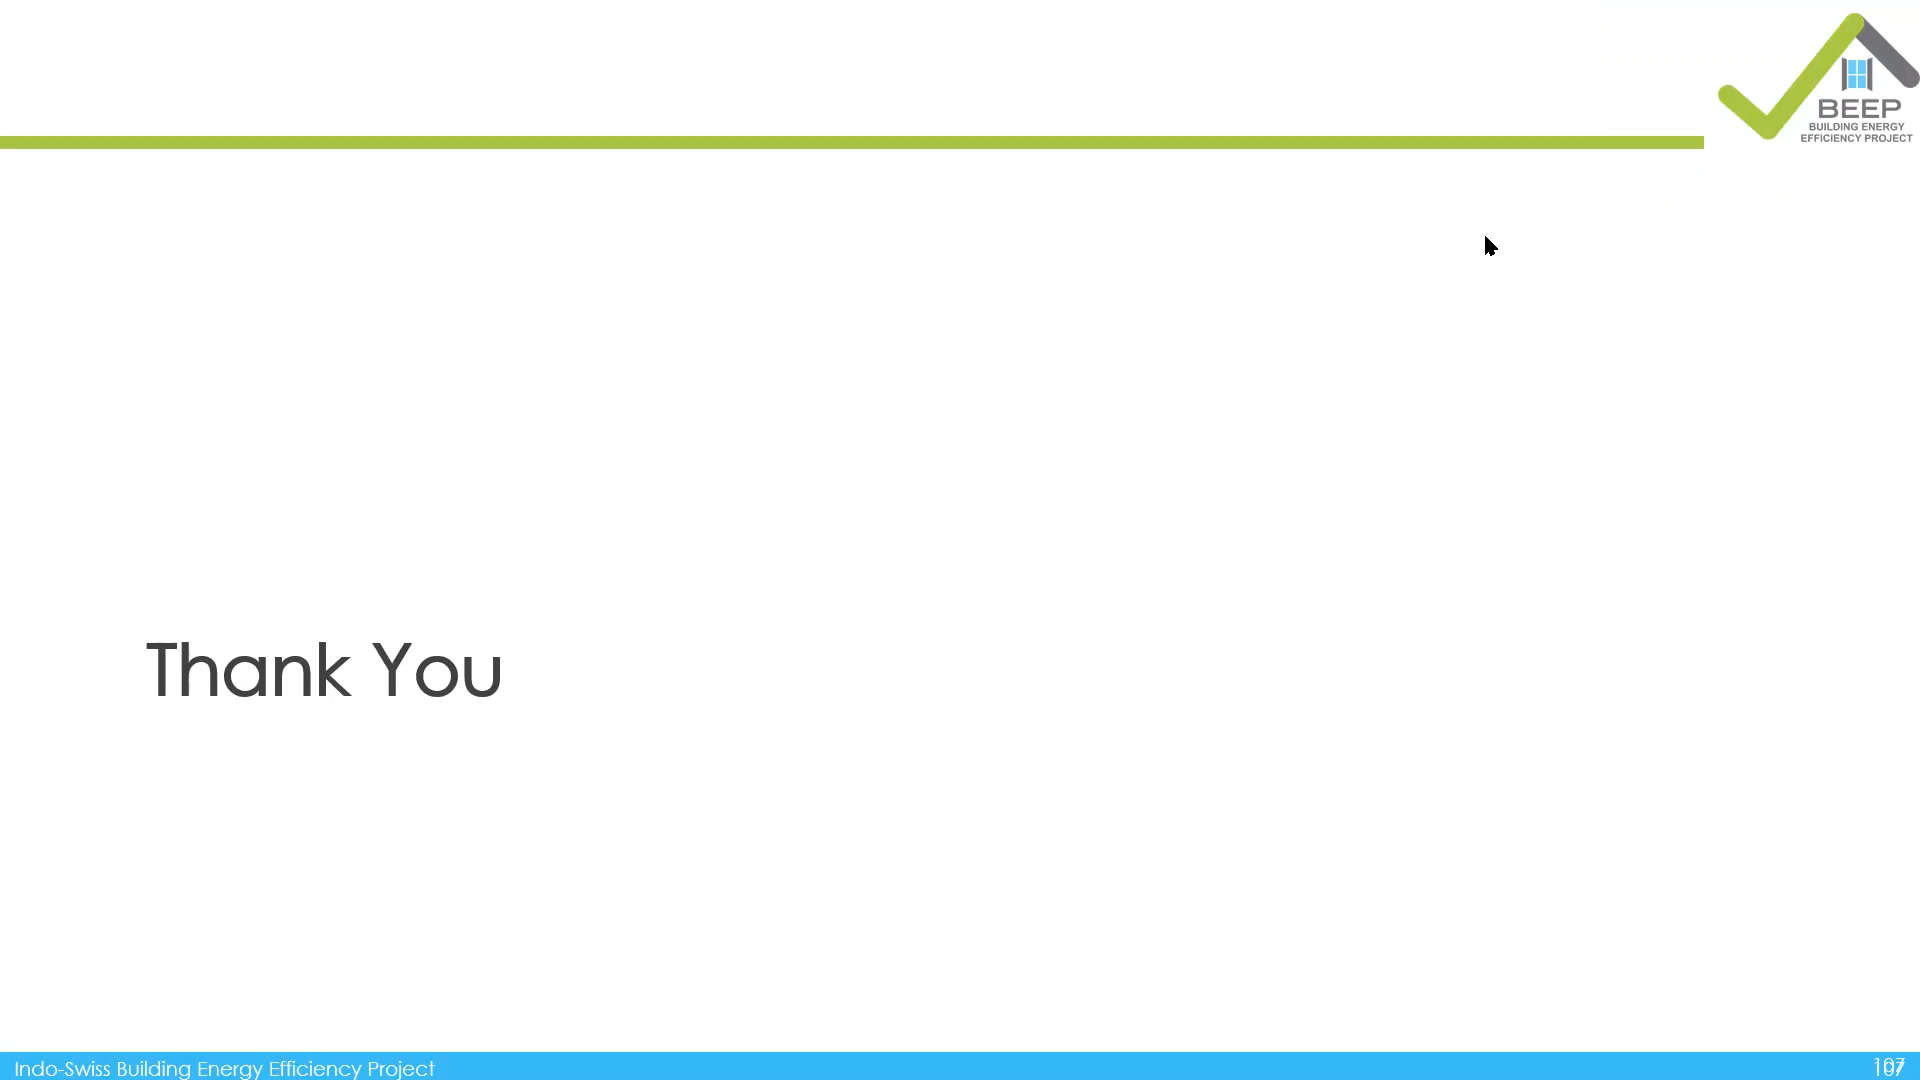 BEEP
BUILDING ENERGY
EFFICIENCY PROJECT
Thank You
Indo-Swiss Building Energy Efficiency Project
107